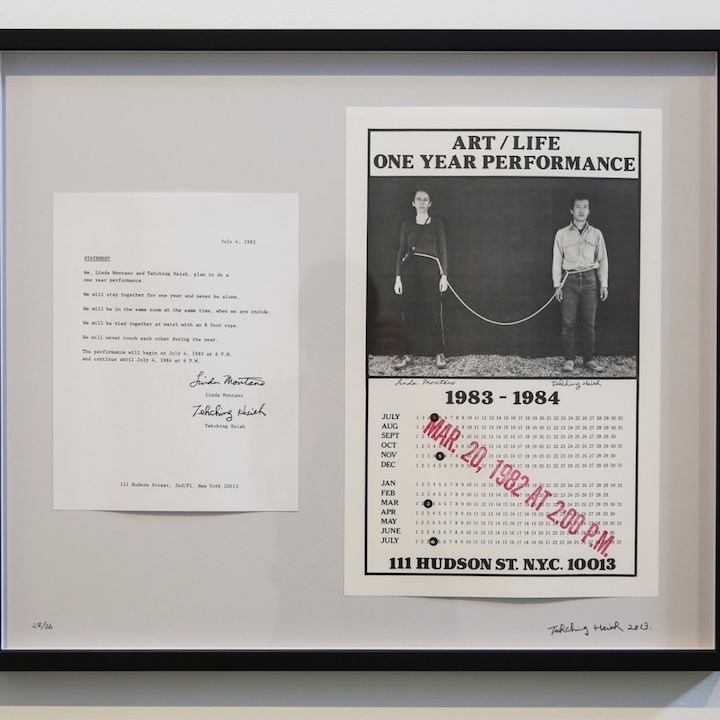 July 4, 1983
STATEMENT
We, Linda Montano and Tehching Hsieh, plan to do a
one year performance.
We will stay together for one year and never be alone.
We will be in the same room at the same time, when we are inside.
We will be tied together at waist with an 8 foot rope.
We will never touch each other during the year.
The performance will begin on July 4, 1983 at 6 P.M.
and continue until July 4, 1984 at 6 P.M.
Linda Montano
Linda Montano
Tehching Hsieh
Tehching Hsieh
111 Hudson Street, 2nd/Fl. New York 10013
ART / LIFE
ONE YEAR PERFORMANCE
Linda Montano
Tehching Hsieh
1983 - 1984
JULY
AUG
SEPT
OCT
NOV
DEC
JAN
FEB
MAR
APR
MAY
JUNE
JULY
MAR. 20, 1982 AT 2:00 P.M.
111 HUDSON ST. N.Y.C. 10013
28/36
Tehching Hsieh 2013.